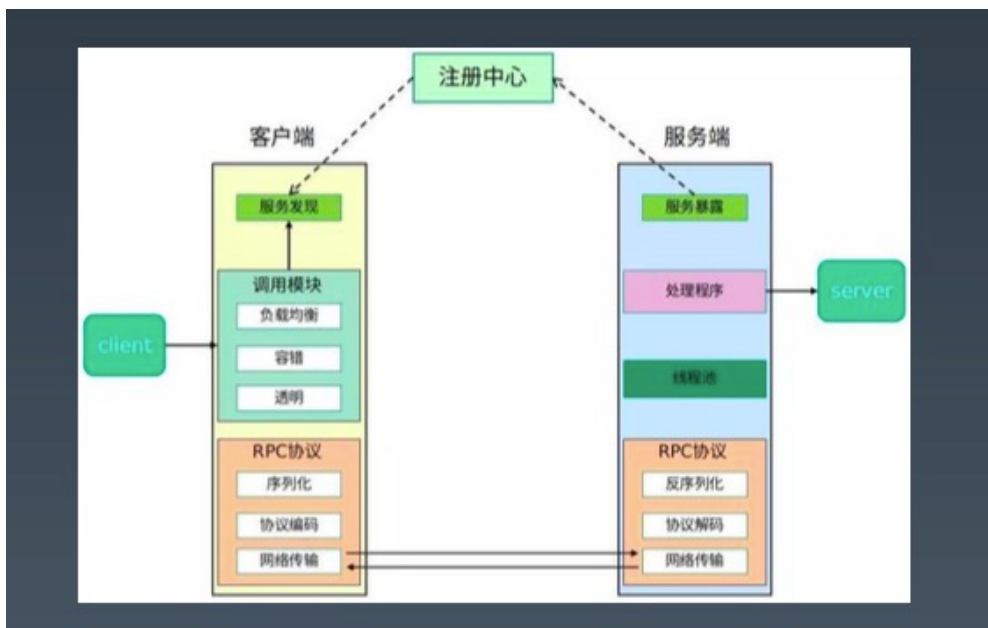 注册中心
客户端
服务端
服务发现
服务暴露
调用模块
负载均衡
容错
透明
client
处理程序
server
线程池
RPC协议
序列化
协议编码
网络传输
RPC协议
反序列化
协议解码
网络传输